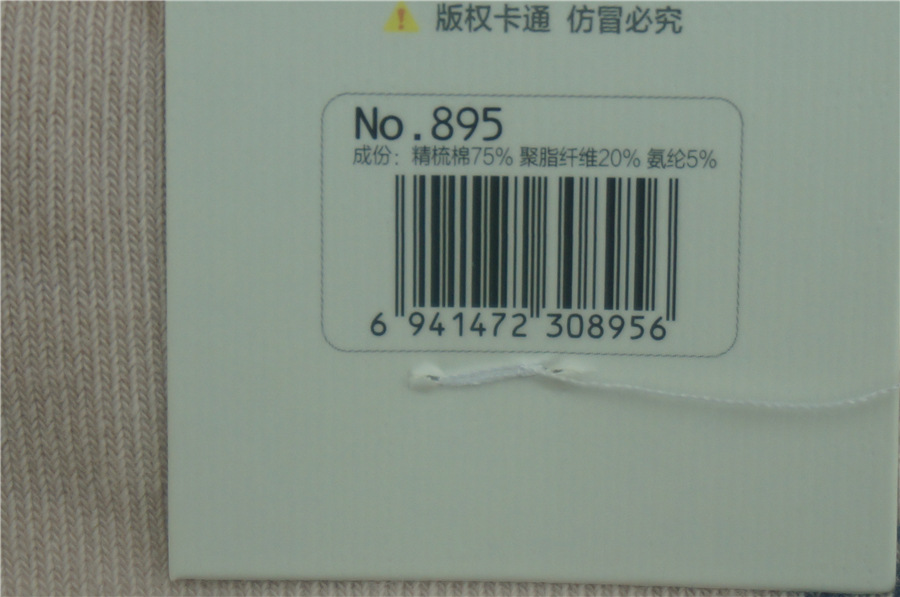 版权卡通 仿冒必究
No.895
成份：精梳棉75% 聚脂纤维20% 氨纶5%
6 941472 308956